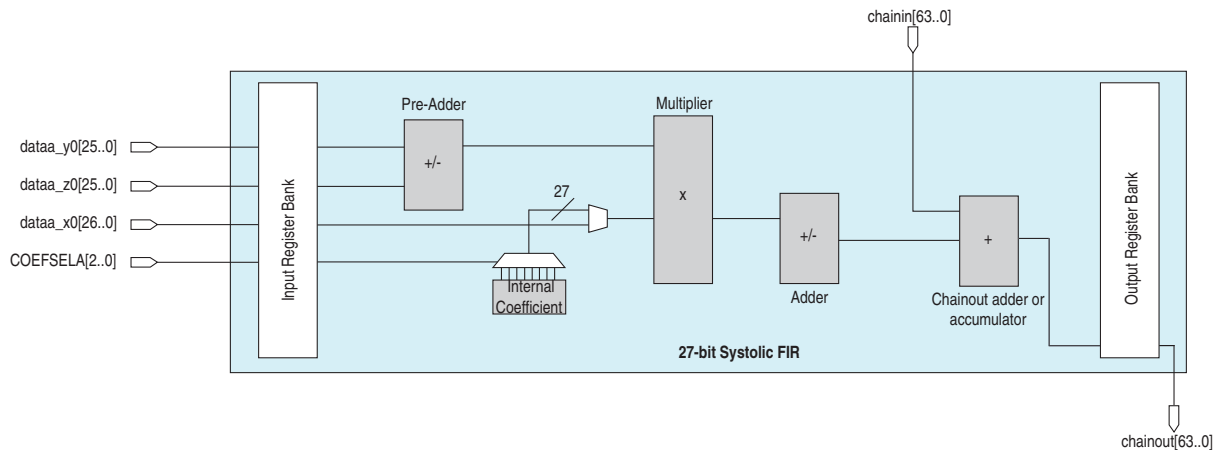 chainin[63..0]
Pre-Adder
Multiplier
dataa_y0[25..0]
+/-
dataa_z0[25..0]
27
x
dataa_x0[26..0]
+/-
+
COEFSELA[2..0]
Input Register Bank
Output Register Bank
Internal
Coefficient
Adder
Chainout adder or
accumulator
27-bit Systolic FIR
chainout[63..0]